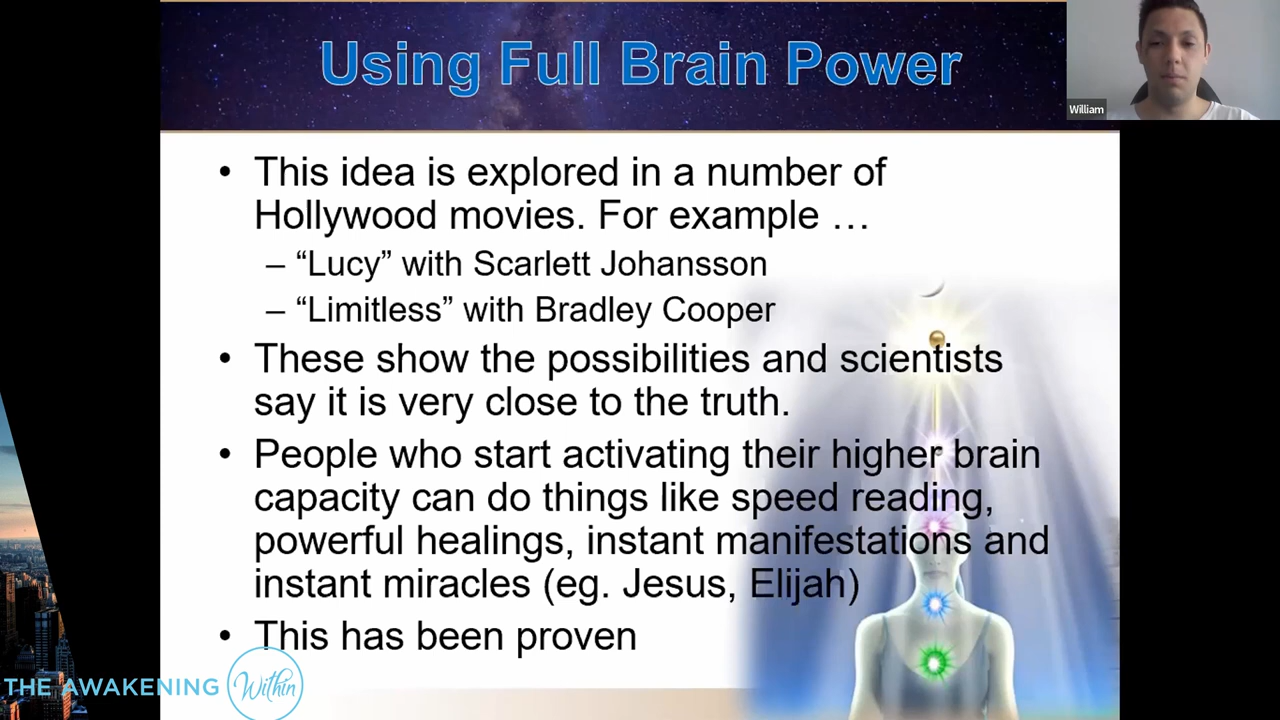 Using Full Brain Power
William
• This idea is explored in a number of
Hollywood movies. For example …
– “Lucy” with Scarlett Johansson
– “Limitless” with Bradley Cooper
• These show the possibilities and scientists
say it is very close to the truth.
• People who start activating their higher brain
capacity can do things like speed reading,
powerful healings, instant manifestations and
instant miracles (eg. Jesus, Elijah)
• This has been proven
THE AWAKENING Within